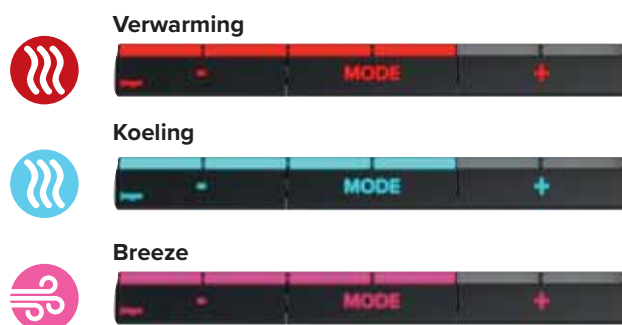 Verwarming
- MODE +
Koeling
- MODE +
Breeze
- MODE +